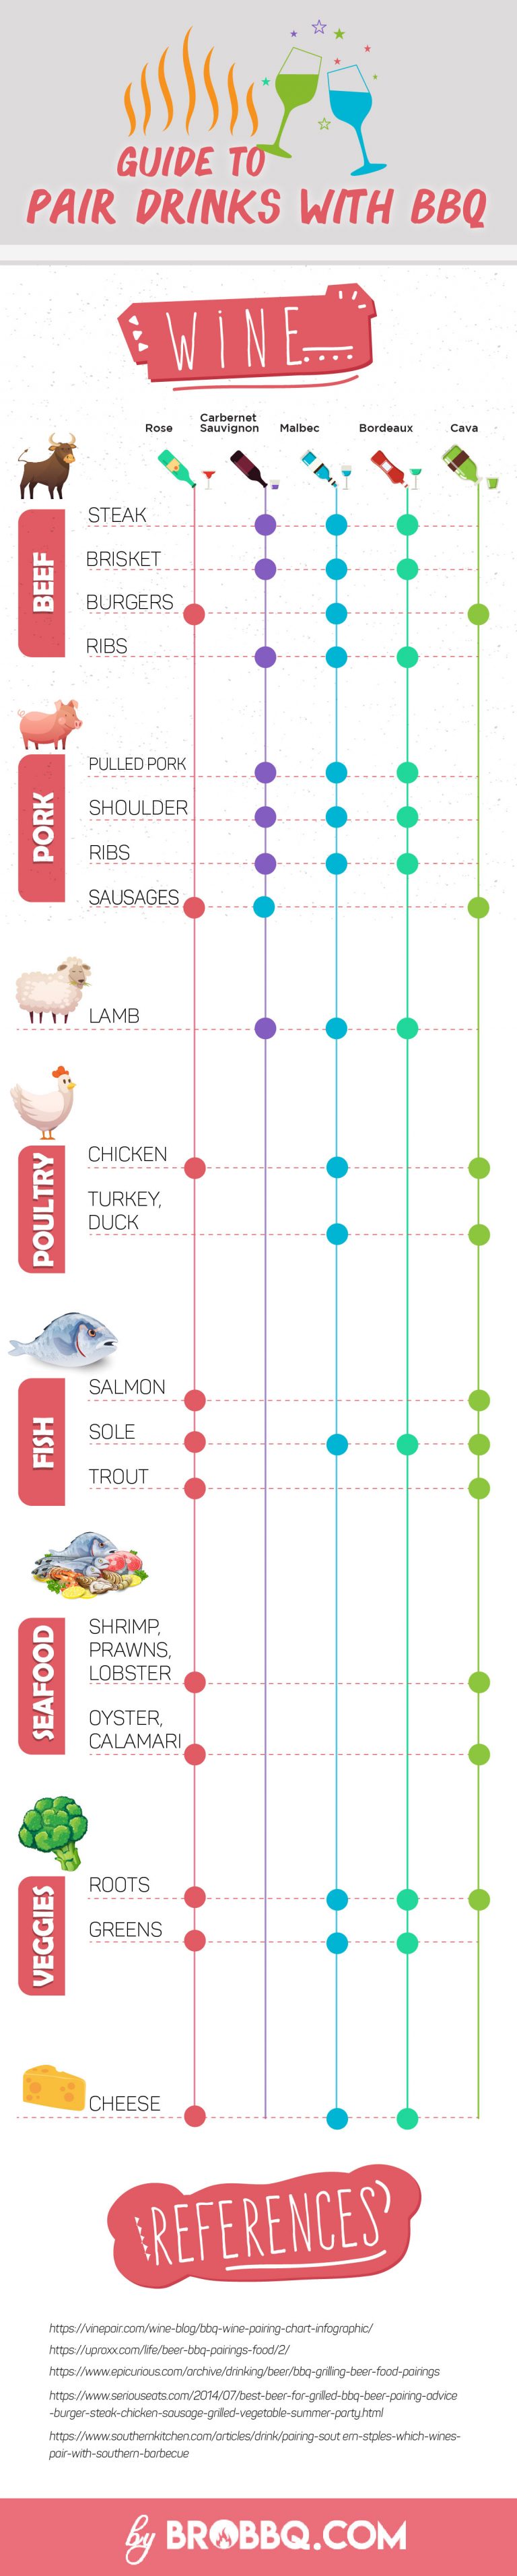 GUIDE TO
PAIR DRINKS WITH BBQ
WINE
Rose
Carbernet
Sauvignon
Malbec
Bordeaux
Cava
BEEF
STEAK
BRISKET
BURGERS
RIBS
PORK
PULLED PORK
SHOULDER
RIBS
SAUSAGES
LAMB
POULTRY
CHICKEN
TURKEY,
DUCK
FISH
SALMON
SOLE
TROUT
SEAFOOD
SHRIMP,
PRAWNS,
LOBSTER
OYSTER,
CALAMARI
VEGGIES
ROOTS
GREENS
CHEESE
REFERENCES
https://vinepair.com/wine-blog/bbq-wine-pairing-chart-infographic/
https://uproxx.com/life/beer-bbq-pairings-food/2/
https://www.epicurious.com/archive/drinking/beer/bbq-grilling-beer-food-pairings
https://www.seriouseats.com/2014/07/best-beer-for-grilled-bbq-beer-pairing-advice
-burger-steak-chicken-sausage-grilled-vegetable-summer-party.html
https://www.southernkitchen.com/articles/drink/pairing-sout ern-stples-which-wines-
pair-with-southern-barbecue
by BROBBQ.COM